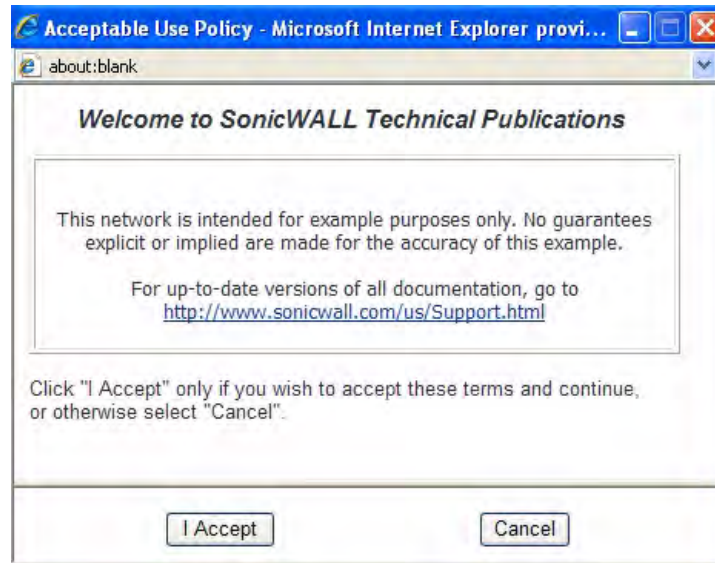 Acceptable Use Policy - Microsoft Internet Explorer provi...
about:blank
Welcome to SonicWALL Technical Publications
This network is intended for example purposes only. No guarantees
explicit or implied are made for the accuracy of this example.
For up-to-date versions of all documentation, go to
http://www.sonicwall.com/us/Support.html
Click "I Accept" only if you wish to accept these terms and continue,
or otherwise select "Cancel".
I Accept
Cancel